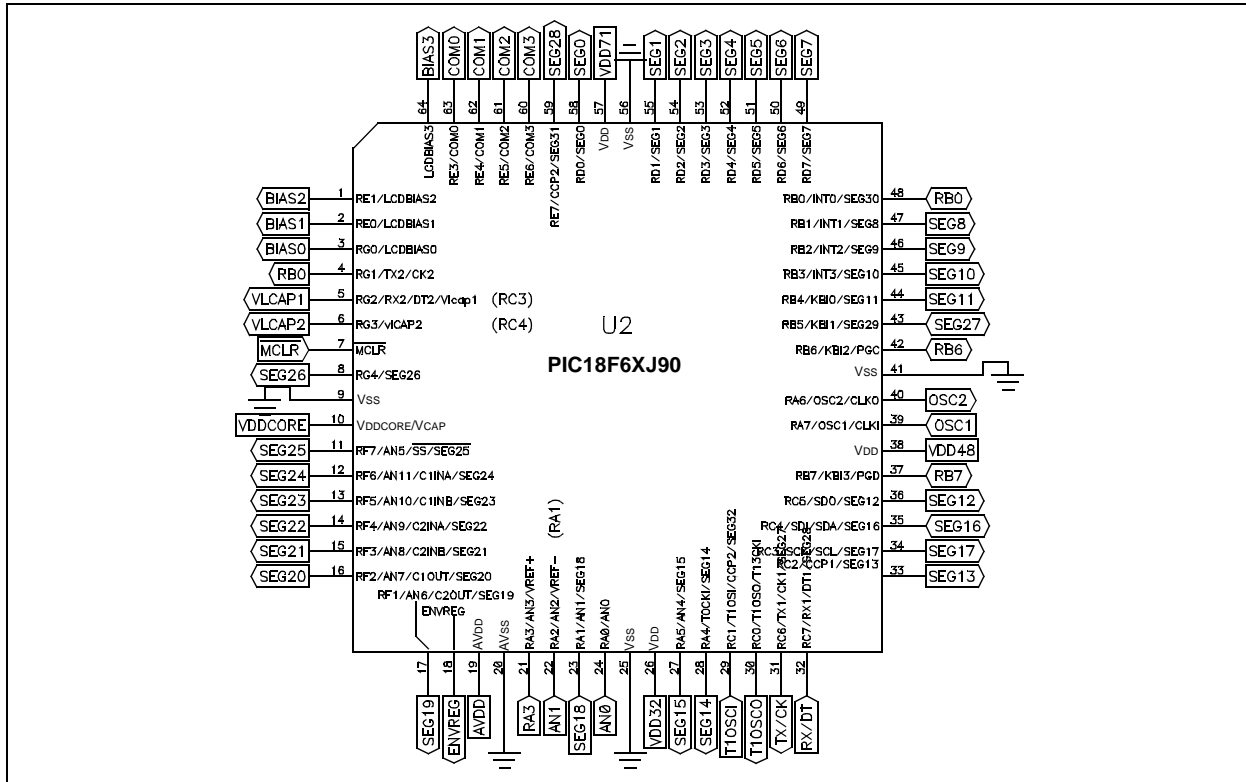 BIAS3 COM0 COM1 COM2 COM3 SEG28 SEG0 VDD71 SEG1 SEG2 SEG3 SEG4 SEG5 SEG6 SEG7
64 63 62 61 60 59 58 57 56 55 54 53 52 51 50 49
LCDBIAS3 RE3/COM0 RE4/COM1 RE5/COM2 RE6/COM3 RE7/CCP2/SEG31 RD0/SEG0 VDD VSS RD1/SEG1 RD2/SEG2 RD3/SEG3 RD4/SEG4 RD5/SEG5 RD6/SEG6 RD7/SEG7
BIAS2 1 RE1/LCDBIAS2
BIAS1 2 RE0/LCDBIAS1
BIAS0 3 RG0/LCDBIAS0
RB0 4 RG1/TX2/CK2
VLCAP1 5 RG2/RX2/DT2/Vlcap1 (RC3)
VLCAP2 6 RG3/vlCAP2 (RC4)
MCLR 7 MCLR
SEG26 8 RG4/SEG26
9 VSS
VDDCORE 10 VDDCORE/VCAP
SEG25 11 RF7/AN5/SS/SEG25
SEG24 12 RF6/AN11/C1INA/SEG24
SEG23 13 RF5/AN10/C1INB/SEG23
SEG22 14 RF4/AN9/C2INA/SEG22
SEG21 15 RF3/AN8/C2INB/SEG21
SEG20 16 RF2/AN7/C1OUT/SEG20
U2
PIC18F6XJ90
RB0/INT0/SEG30 48 RB0
RB1/INT1/SEG8 47 SEG8
RB2/INT2/SEG9 46 SEG9
RB3/INT3/SEG10 45 SEG10
RB4/KBI0/SEG11 44 SEG11
RB5/KBI1/SEG29 43 SEG27
RB6/KBI2/PGC 42 RB6
VSS 41
RA6/OSC2/CLKO 40 OSC2
RA7/OSC1/CLKI 39 OSC1
VDD 38 VDD48
RB7/KBI3/PGD 37 RB7
RC5/SDO/SEG12 36 SEG12
RC4/SDI/SDA/SEG16 35 SEG16
RC3/SCK/SCL/SEG17 34 SEG17
RC2/CCP1/SEG13 33 SEG13
(RA1)
RF1/AN6/C2OUT/SEG19 ENVREG AVDD AVSS RA3/AN3/VREF+ RA2/AN2/VREF- RA1/AN1/SEG18 RA0/AN0 VSS VDD RA5/AN4/SEG15 RA4/TOCKI/SEG14 RC1/T1OSI/CCP2/SEG32 RC0/T1OSO/T13CKI RC6/TX1/CK1/SEG27 RC7/RX1/DT1/SEG28
17 18 19 20 21 22 23 24 25 26 27 28 29 30 31 32
SEG19 ENVREG AVDD RA3 AN1 SEG18 AN0 VDD32 SEG15 SEG14 T1OSCI T1OSCO TX/CK RX/DT